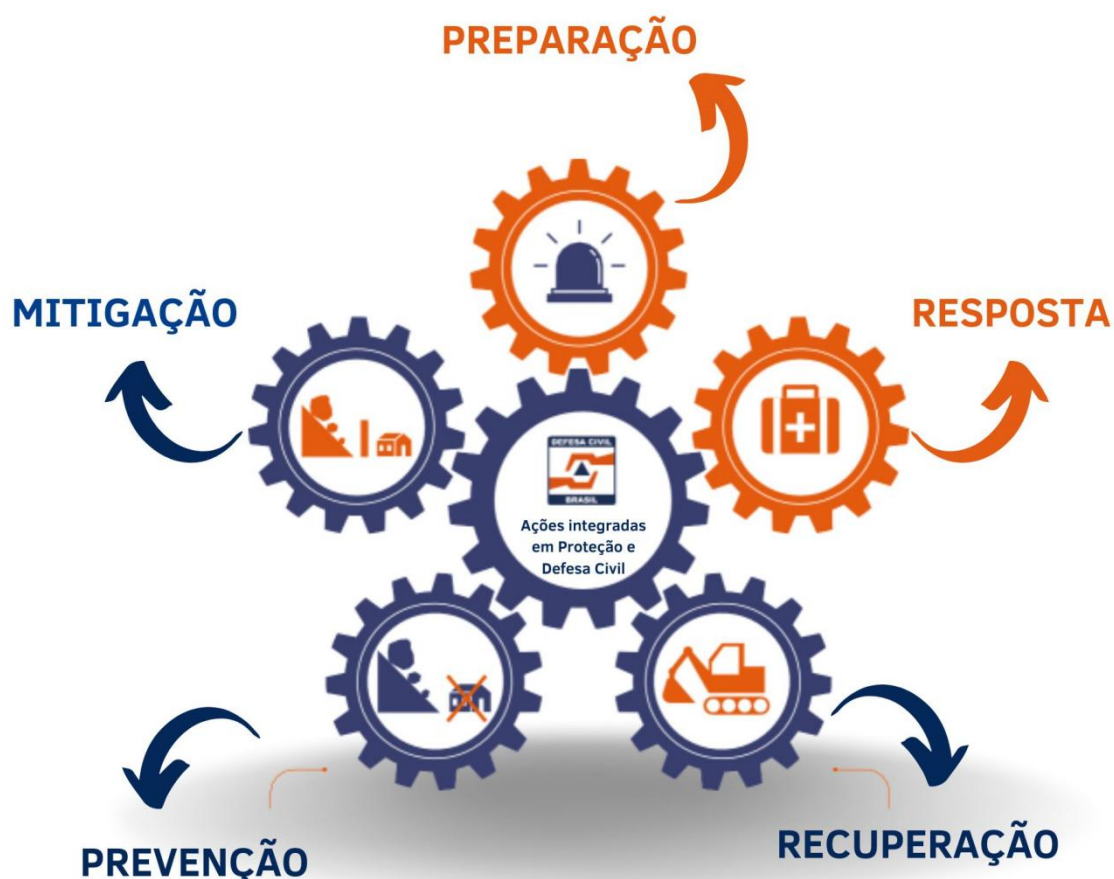 PREPARAÇÃO
MITIGAÇÃO
RESPOSTA
DEFESA CIVIL
BRASIL
Ações integradas
em Proteção e
Defesa Civil
PREVENÇÃO
RECUPERAÇÃO